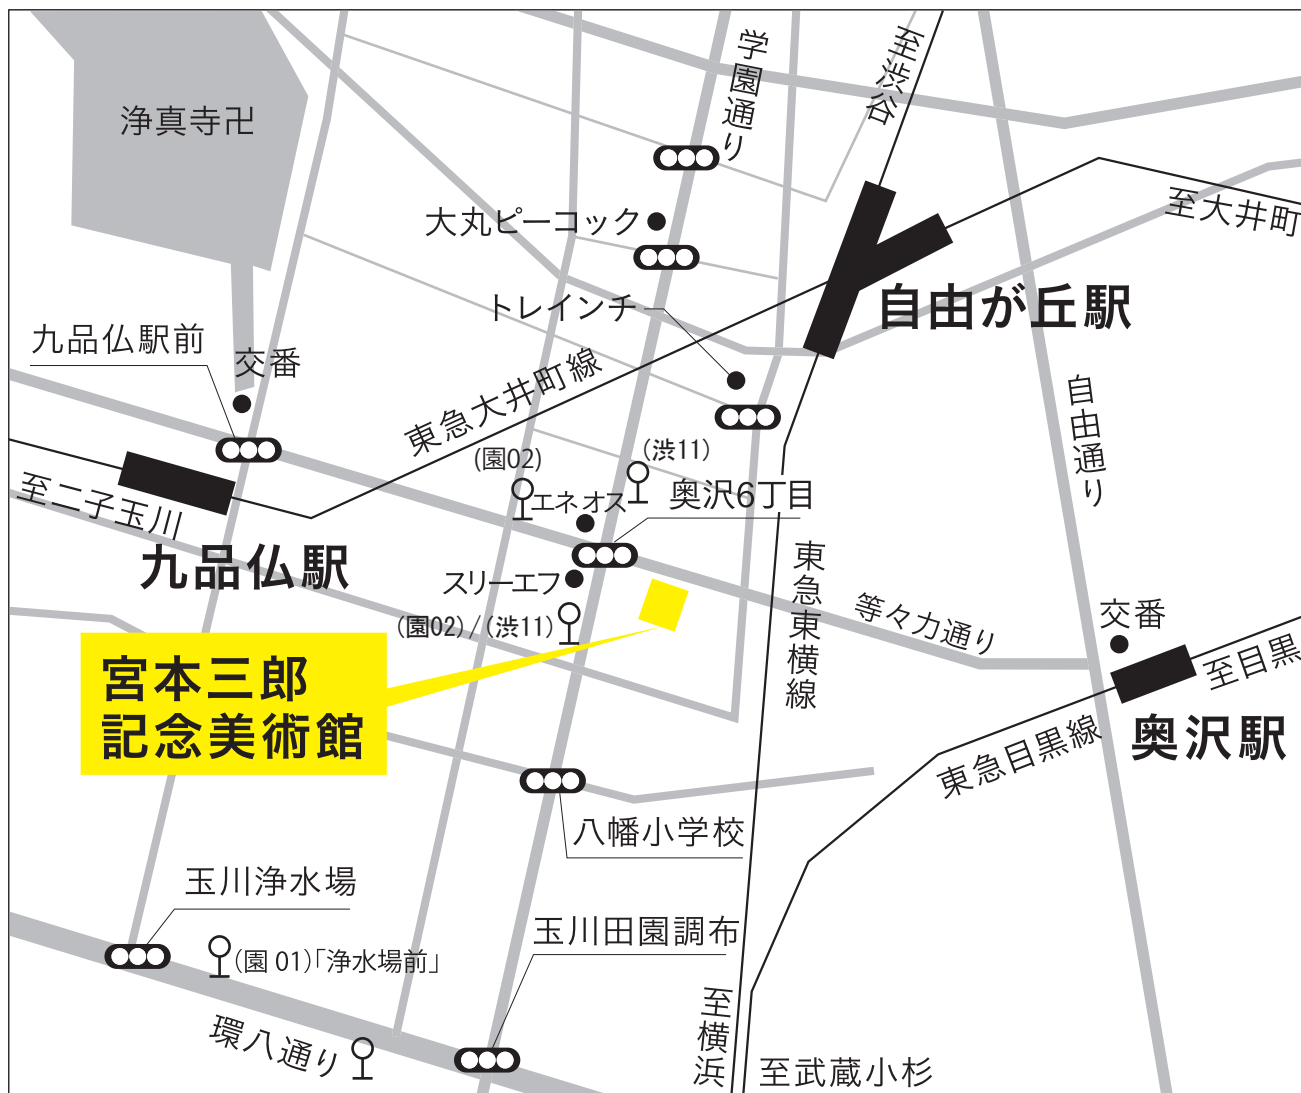 学園通り
至渋谷
浄真寺卍
大丸ピーコック
至大井町
トレインチ
自由が丘駅
九品仏駅前
交番
東急大井町線
自由通り
(園02)
(渋11)
エネオス
奥沢6丁目
至二子玉川
九品仏駅
スリーエフ
(園02)/(渋11)
東急東横線
等々力通り
交番
至目黒
宮本三郎
記念美術館
奥沢駅
東急目黒線
八幡小学校
玉川浄水場
玉川田園調布
(園 01)「浄水場前」
環八通り
至横浜
至武蔵小杉